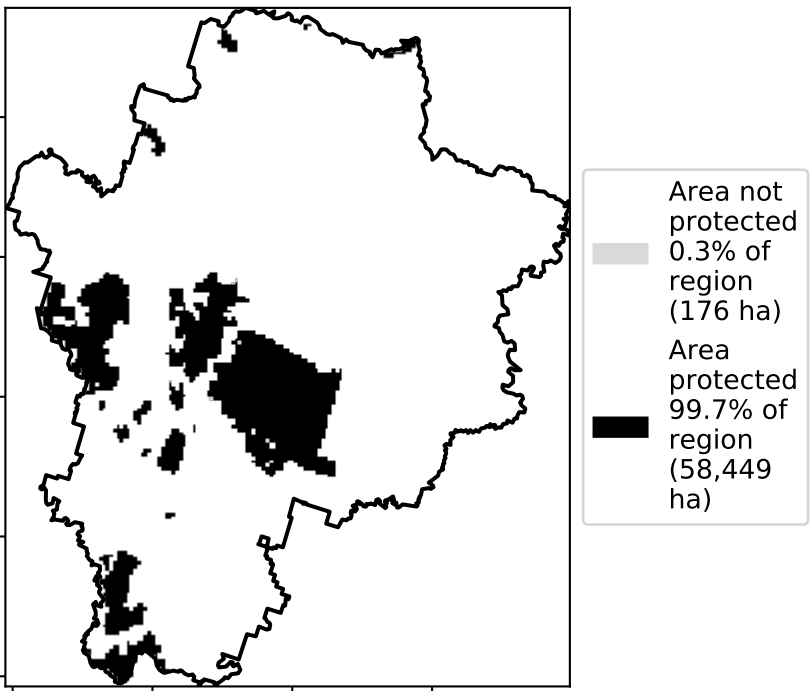 Area not
protected
0.3% of
region
(176 ha)
Area
protected
99.7% of
region
(58,449
ha)